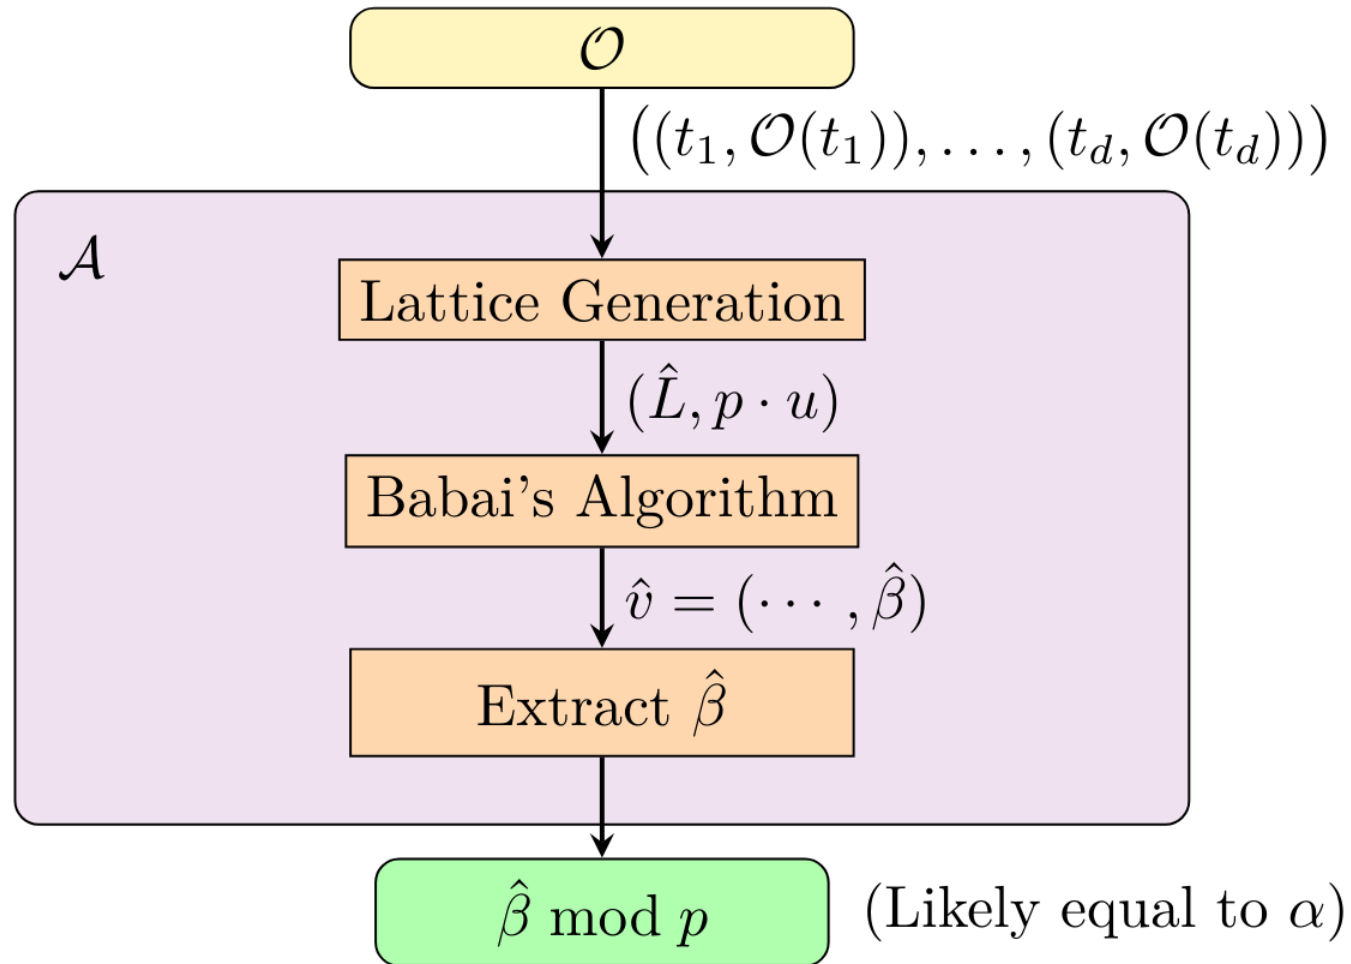 𝒪
((t₁, 𝒪(t₁)), . . . , (t_d, 𝒪(t_d)))
𝒜
Lattice Generation
(L̂, p · u)
Babai's Algorithm
v̂ = (· · · , β̂)
Extract β̂
β̂ mod p
(Likely equal to α)